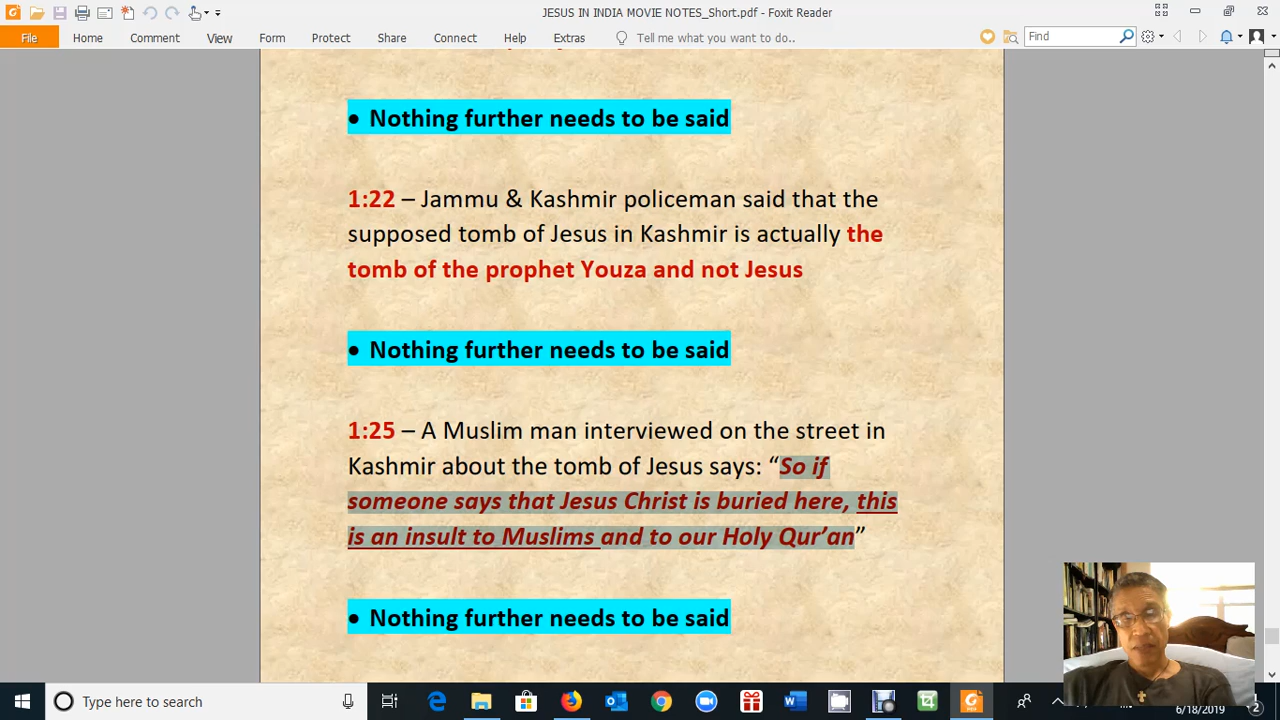 JESUS IN INDIA MOVIE NOTES_Short.pdf - Foxit Reader
File Home Comment View Form Protect Share Connect Help Extras Tell me what you want to do.. Find
• Nothing further needs to be said
1:22 – Jammu & Kashmir policeman said that the
supposed tomb of Jesus in Kashmir is actually the
tomb of the prophet Youza and not Jesus
• Nothing further needs to be said
1:25 – A Muslim man interviewed on the street in
Kashmir about the tomb of Jesus says: “So if
someone says that Jesus Christ is buried here, this
is an insult to Muslims and to our Holy Qur’an”
• Nothing further needs to be said
Type here to search
6/18/2019